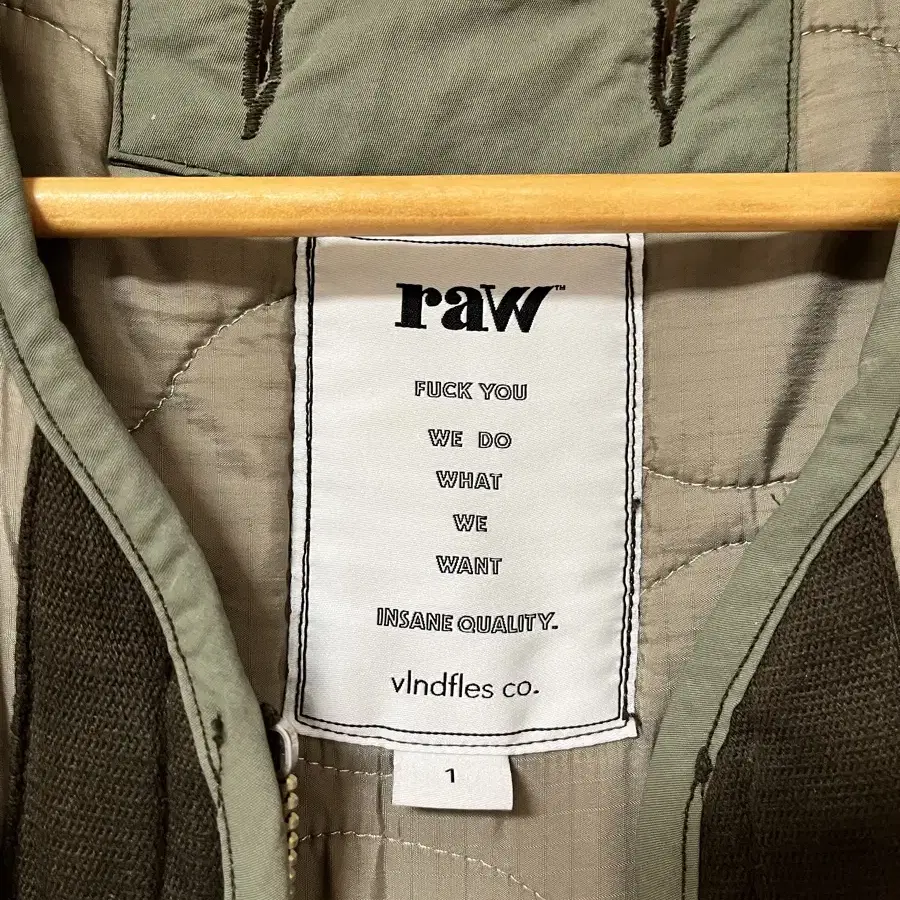 raw™
FUCK YOU
WE DO
WHAT
WE
WANT
INSANE QUALITY.
vlndfles co.
1